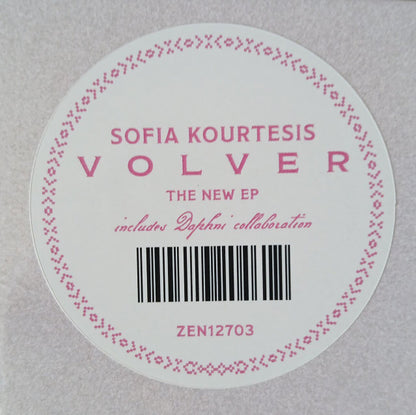 SOFIA KOURTESIS
VOLVER
THE NEW EP
includes Daphni collaboration
ZEN12703